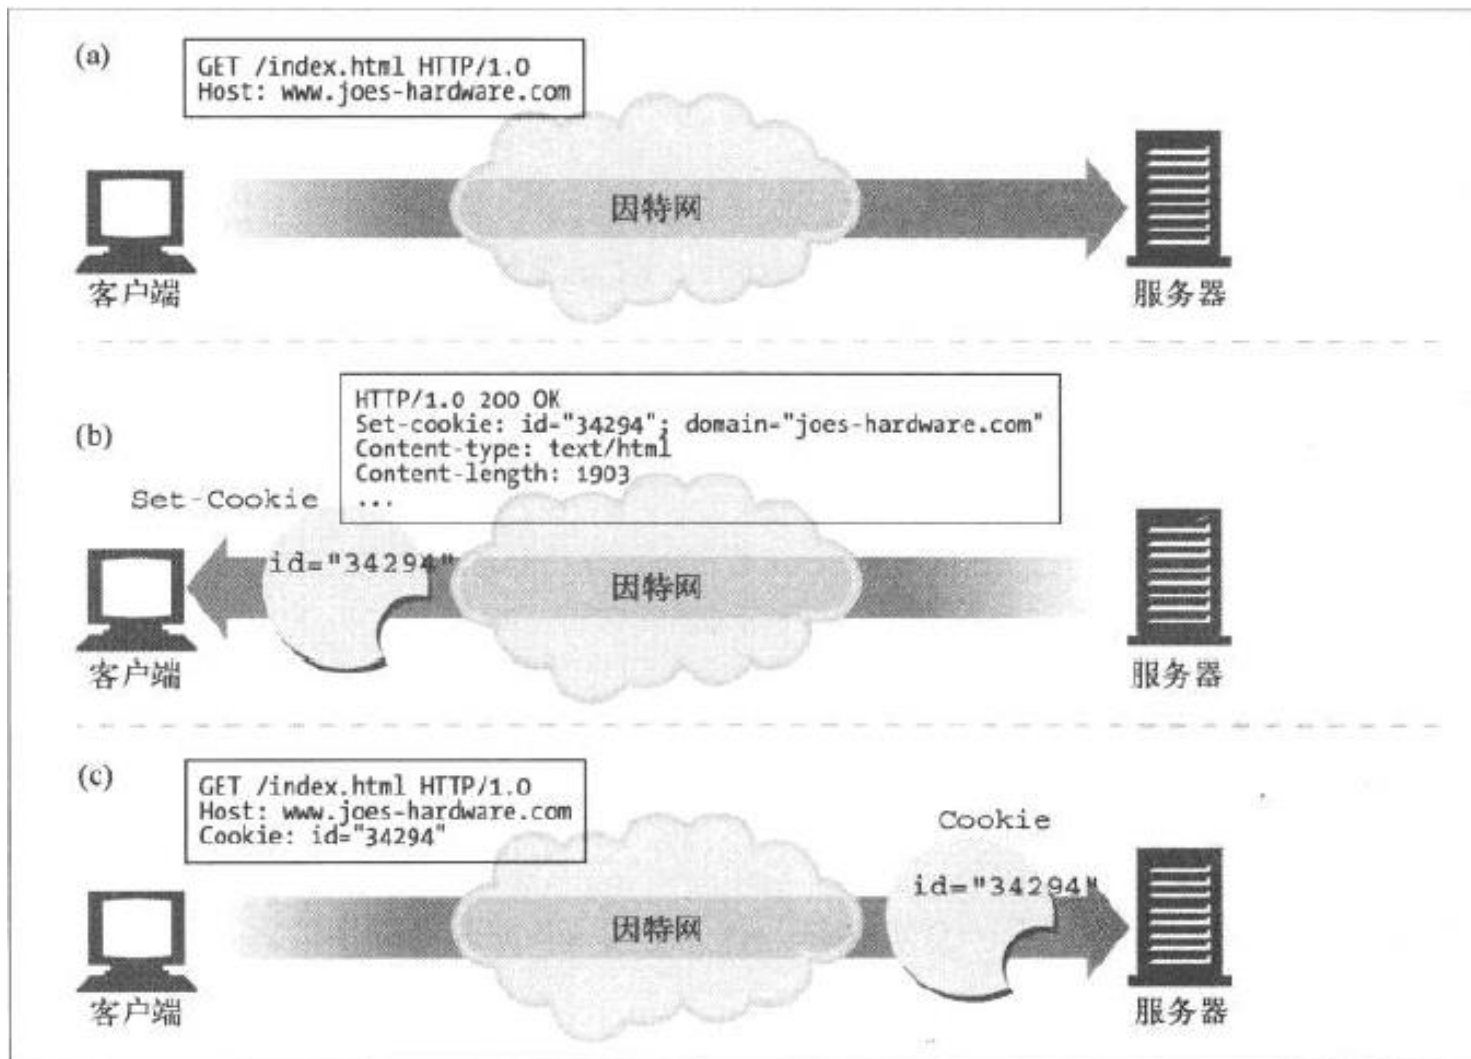 (a)
GET /index.html HTTP/1.0
Host: www.joes-hardware.com
因特网
客户端
服务器
(b)
HTTP/1.0 200 OK
Set-cookie: id="34294"; domain="joes-hardware.com"
Content-type: text/html
Content-length: 1903
...
Set-Cookie
id="34294"
因特网
客户端
服务器
(c)
GET /index.html HTTP/1.0
Host: www.joes-hardware.com
Cookie: id="34294"
Cookie
id="34294"
因特网
客户端
服务器